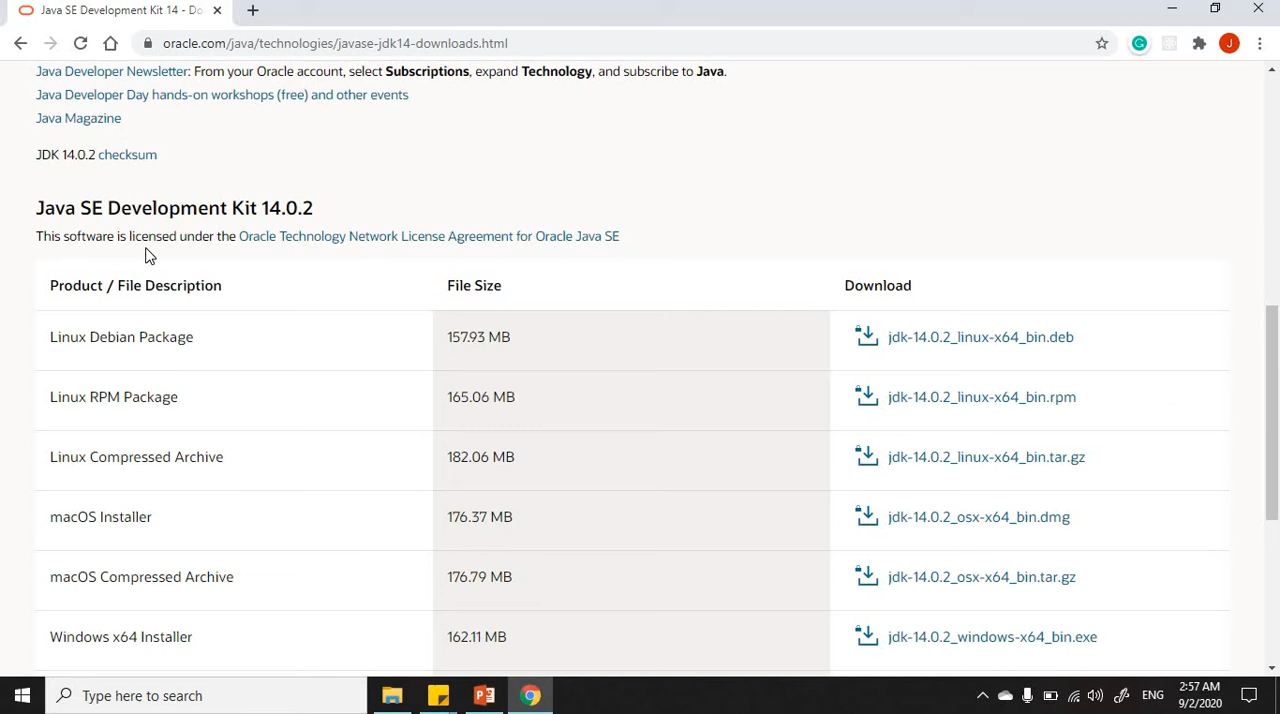 Java SE Development Kit 14 - Do
oracle.com/java/technologies/javase-jdk14-downloads.html
J
Java Developer Newsletter: From your Oracle account, select Subscriptions, expand Technology, and subscribe to Java.
Java Developer Day hands-on workshops (free) and other events
Java Magazine
JDK 14.0.2 checksum
Java SE Development Kit 14.0.2
This software is licensed under the Oracle Technology Network License Agreement for Oracle Java SE
Product / File Description File Size Download
Linux Debian Package 157.93 MB jdk-14.0.2_linux-x64_bin.deb
Linux RPM Package 165.06 MB jdk-14.0.2_linux-x64_bin.rpm
Linux Compressed Archive 182.06 MB jdk-14.0.2_linux-x64_bin.tar.gz
macOS Installer 176.37 MB jdk-14.0.2_osx-x64_bin.dmg
macOS Compressed Archive 176.79 MB jdk-14.0.2_osx-x64_bin.tar.gz
Windows x64 Installer 162.11 MB jdk-14.0.2_windows-x64_bin.exe
Type here to search
ENG
2:57 AM
9/2/2020